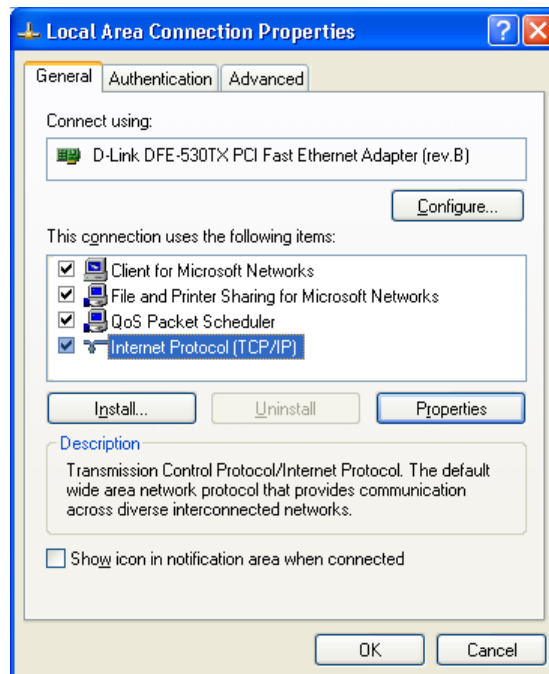 Local Area Connection Properties
General Authentication Advanced
Connect using:
D-Link DFE-530TX PCI Fast Ethernet Adapter (rev.B)
Configure...
This connection uses the following items:
Client for Microsoft Networks
File and Printer Sharing for Microsoft Networks
QoS Packet Scheduler
Internet Protocol (TCP/IP)
Install... Uninstall Properties
Description
Transmission Control Protocol/Internet Protocol. The default
wide area network protocol that provides communication
across diverse interconnected networks.
Show icon in notification area when connected
OK Cancel